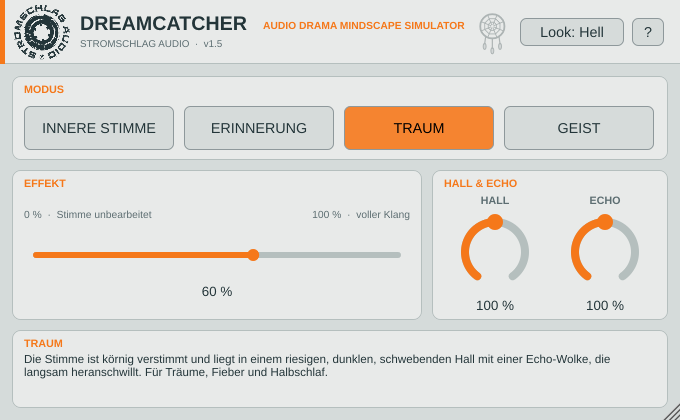 STROMSCHLAG AUDIO
DREAMCATCHER
AUDIO DRAMA MINDSCAPE SIMULATOR
STROMSCHLAG AUDIO · v1.5
Look: Hell
?
MODUS
INNERE STIMME
ERINNERUNG
TRAUM
GEIST
EFFEKT
0 % · Stimme unbearbeitet
100 % · voller Klang
60 %
HALL & ECHO
HALL
ECHO
100 %
100 %
TRAUM
Die Stimme ist körnig verstimmt und liegt in einem riesigen, dunklen, schwebenden Hall mit einer Echo-Wolke, die
langsam heranschwillt. Für Träume, Fieber und Halbschlaf.